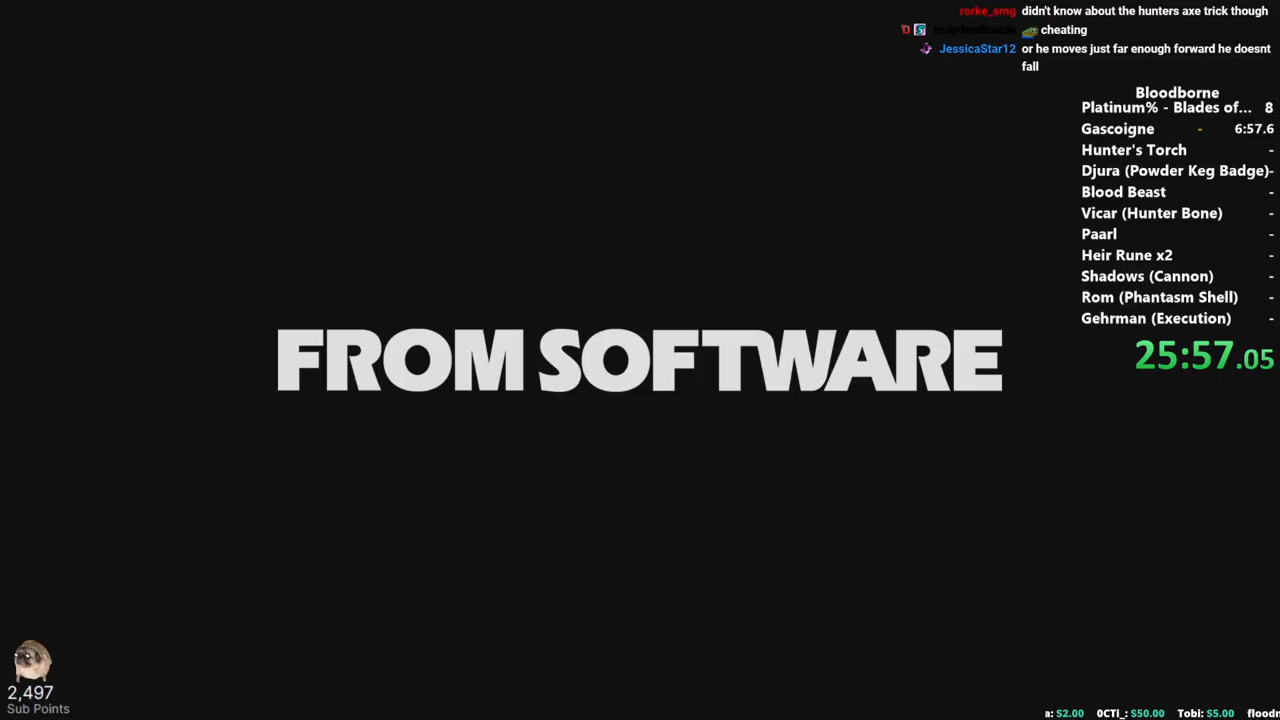 rorke_smg didn't know about the hunters axe trick though
trulydeadinside cheating
JessicaStar12 or he moves just far enough forward he doesnt
fall
Bloodborne
Platinum% - Blades of... 8
Gascoigne - 6:57.6
Hunter's Torch -
Djura (Powder Keg Badge)-
Blood Beast -
Vicar (Hunter Bone) -
Paarl -
Heir Rune x2 -
Shadows (Cannon) -
Rom (Phantasm Shell) -
Gehrman (Execution) -
25:57.05
FROM SOFTWARE
2,497
Sub Points
a: $2.00 0CTi_: $50.00 Tobi: $5.00 floodn